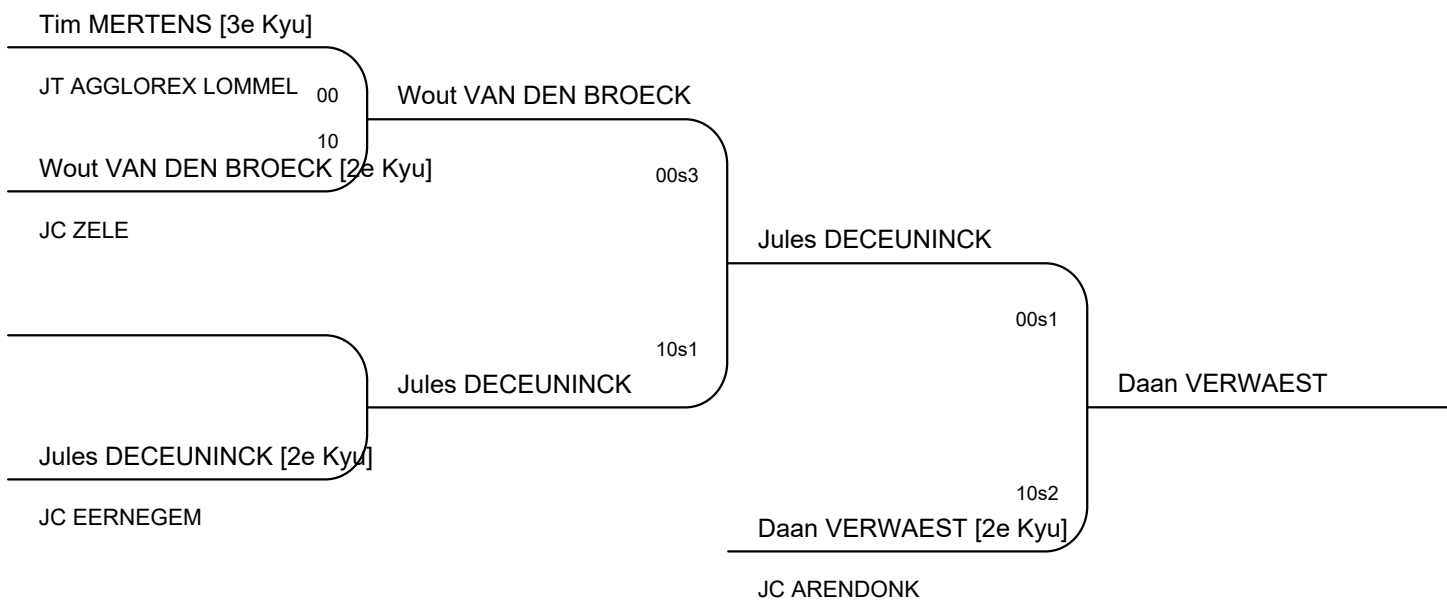 Tim MERTENS [3e Kyu]
JT AGGLOREX LOMMEL
00
10
Wout VAN DEN BROECK [2e Kyu]
JC ZELE
Jules DECEUNINCK [2e Kyu]
JC EERNEGEM
Wout VAN DEN BROECK
00s3
10s1
Jules DECEUNINCK
Jules DECEUNINCK
00s1
10s2
Daan VERWAEST [2e Kyu]
JC ARENDONK
Daan VERWAEST